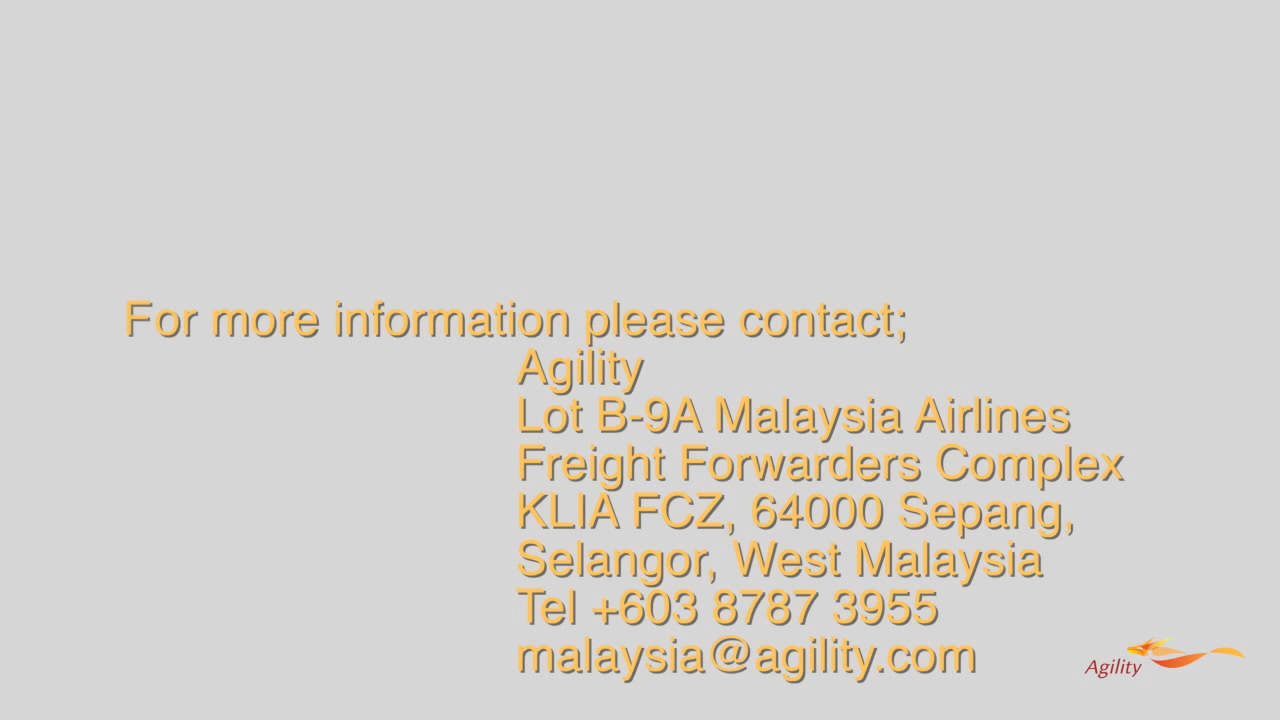 For more information please contact;
Agility
Lot B-9A Malaysia Airlines
Freight Forwarders Complex
KLIA FCZ, 64000 Sepang,
Selangor, West Malaysia
Tel +603 8787 3955
malaysia@agility.com
Agility